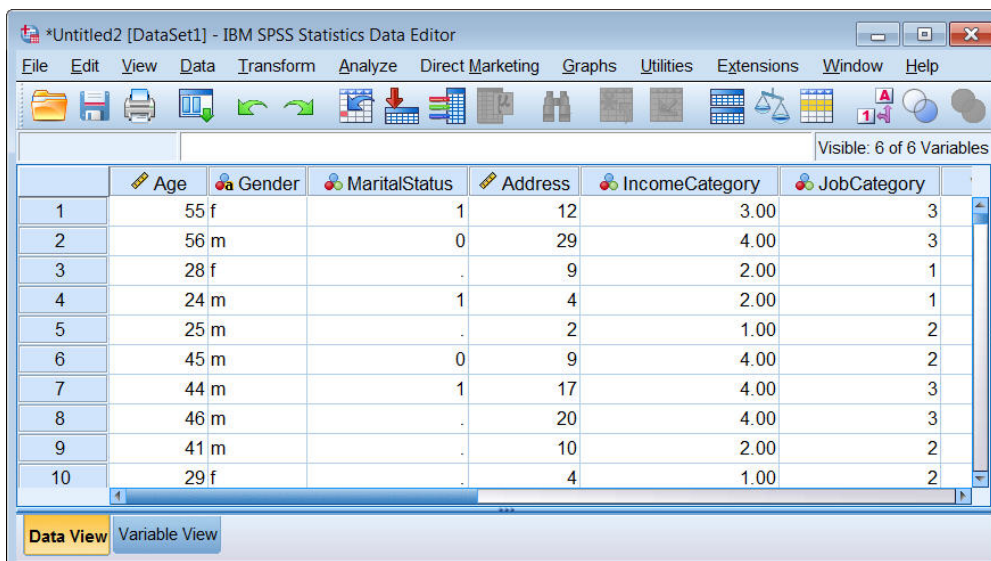 *Untitled2 [DataSet1] - IBM SPSS Statistics Data Editor
File Edit View Data Transform Analyze Direct Marketing Graphs Utilities Extensions Window Help
Visible: 6 of 6 Variables
Age Gender MaritalStatus Address IncomeCategory JobCategory
1 55 f 1 12 3.00 3
2 56 m 0 29 4.00 3
3 28 f . 9 2.00 1
4 24 m 1 4 2.00 1
5 25 m . 2 1.00 2
6 45 m 0 9 4.00 2
7 44 m 1 17 4.00 3
8 46 m . 20 4.00 3
9 41 m . 10 2.00 2
10 29 f . 4 1.00 2
Data View Variable View